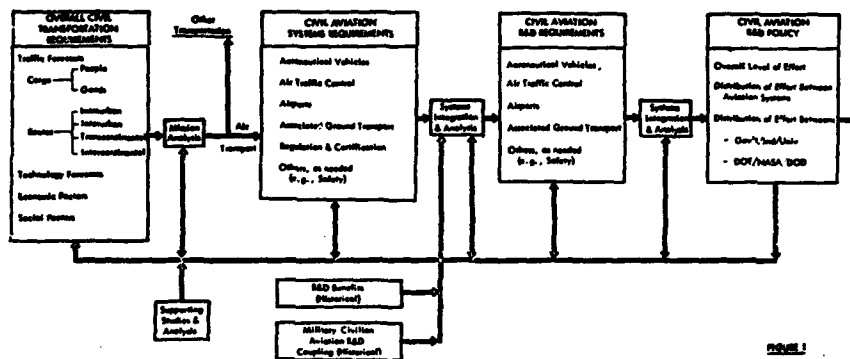 OVERALL CIVIL
TRANSPORTATION
REQUIREMENTS
Traffic Forecasts
Cargo
People
Goods
Routes
Intraurban
Interurban
Transcontinental
Intercontinental
Technology Forecasts
Economic Factors
Social Factors
Mission
Analysis
Supporting
Studies &
Analysis
Other
Transportation
Air
Transport
CIVIL AVIATION
SYSTEMS REQUIREMENTS
Aeronautical Vehicles
Air Traffic Control
Airports
Associated Ground Transport
Regulation & Certification
Others, as needed
(e.g., Safety)
R&D Benefits
(Historical)
Military Civilian
Aviation R&D
Coupling (Historical)
Systems
Integration
& Analysis
CIVIL AVIATION
R&D REQUIREMENTS
Aeronautical Vehicles,
Air Traffic Control
Airports
Associated Ground Transport
Others, as needed
(e.g., Safety)
Systems
Integration
& Analysis
CIVIL AVIATION
R&D POLICY
Overall Level of Effort
Distribution of Effort Between
Aviation Systems
Distribution of Effort Between
- Gov't/Ind/Univ
- DOT/NASA/DOD
FIGURE 1